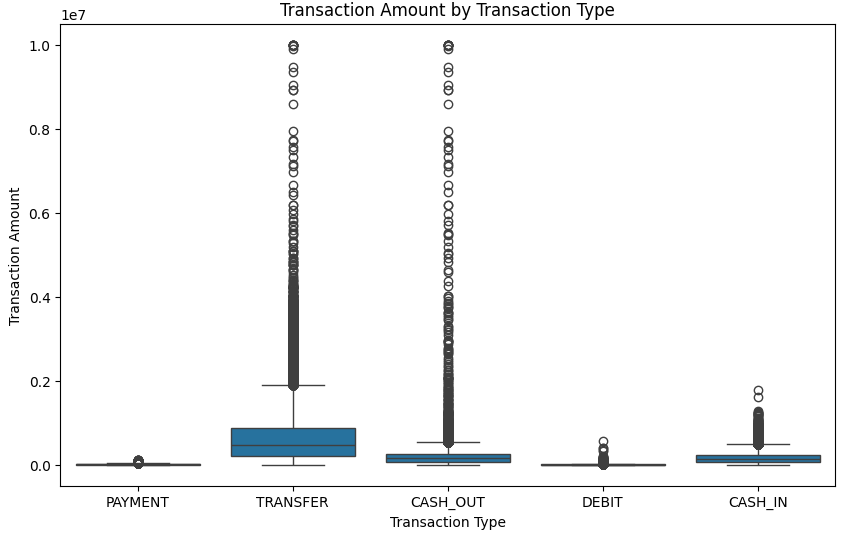 Transaction Amount by Transaction Type
1e7
1.0
0.8
0.6
0.4
0.2
0.0
Transaction Amount
PAYMENT TRANSFER CASH_OUT DEBIT CASH_IN
Transaction Type